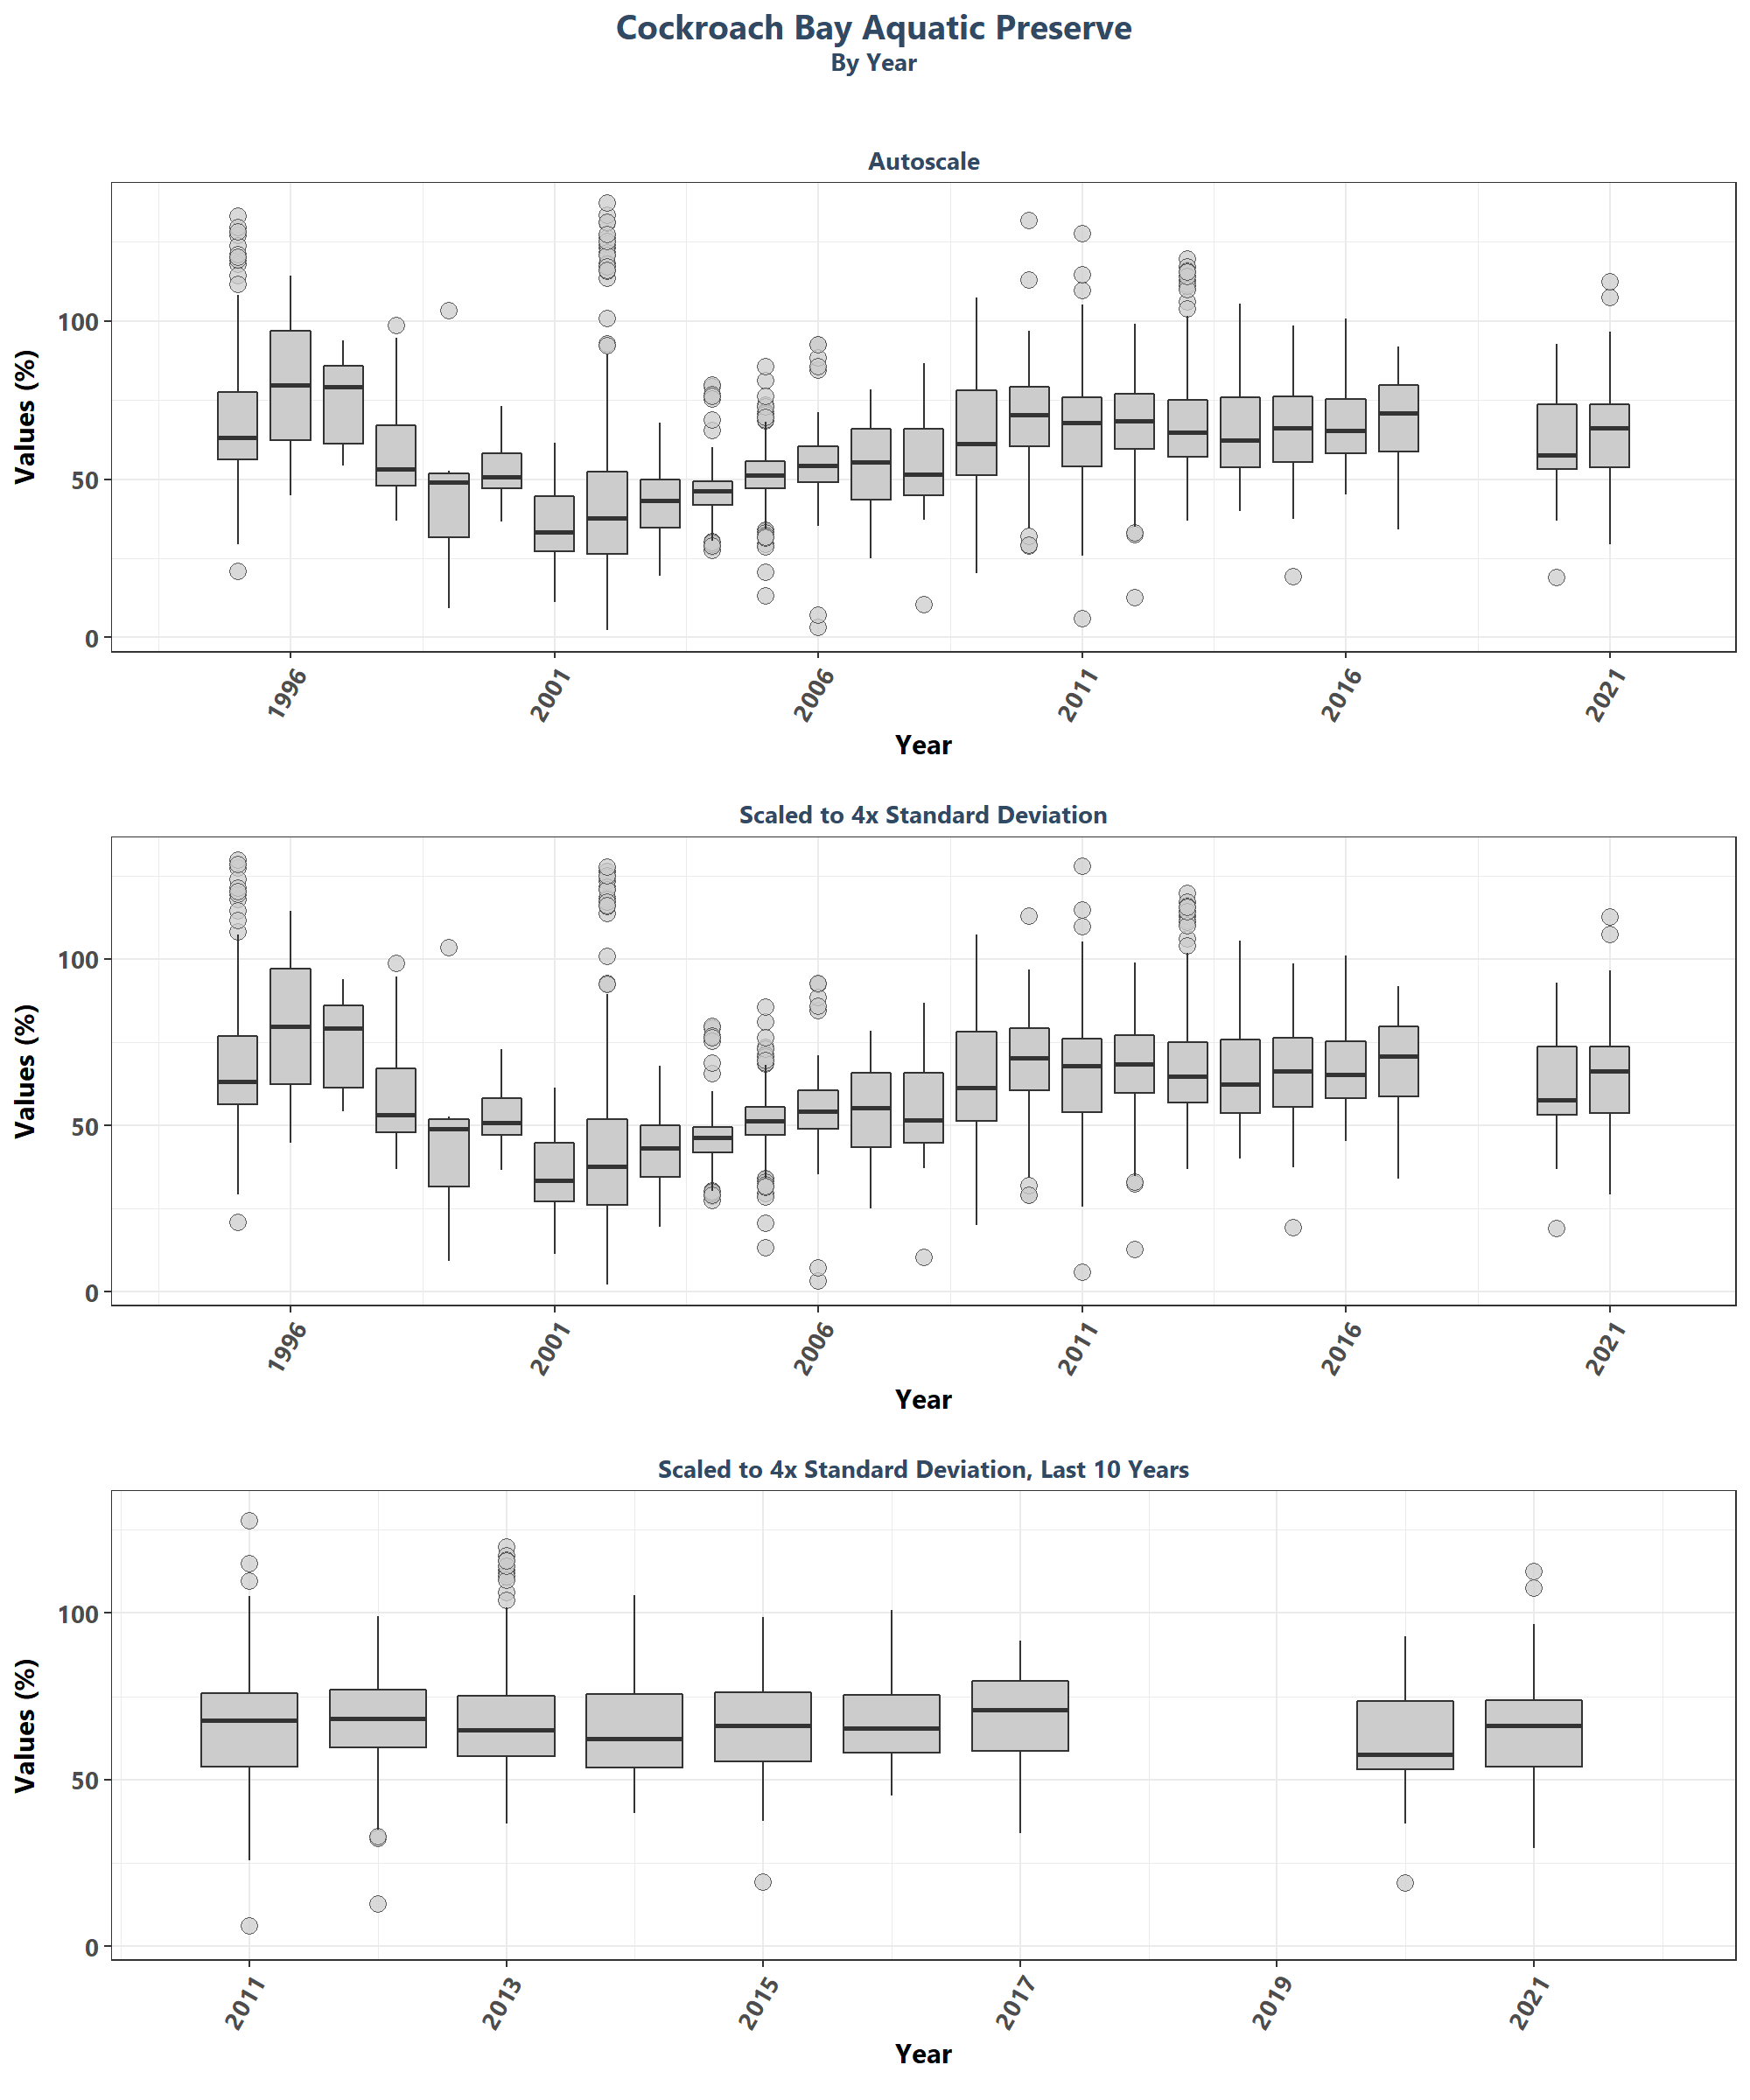 Cockroach Bay Aquatic Preserve
By Year
Autoscale
Values (%)
100
50
0
1996
2001
2006
2011
2016
2021
Year
Scaled to 4x Standard Deviation
Values (%)
100
50
0
1996
2001
2006
2011
2016
2021
Year
Scaled to 4x Standard Deviation, Last 10 Years
Values (%)
100
50
0
2011
2013
2015
2017
2019
2021
Year